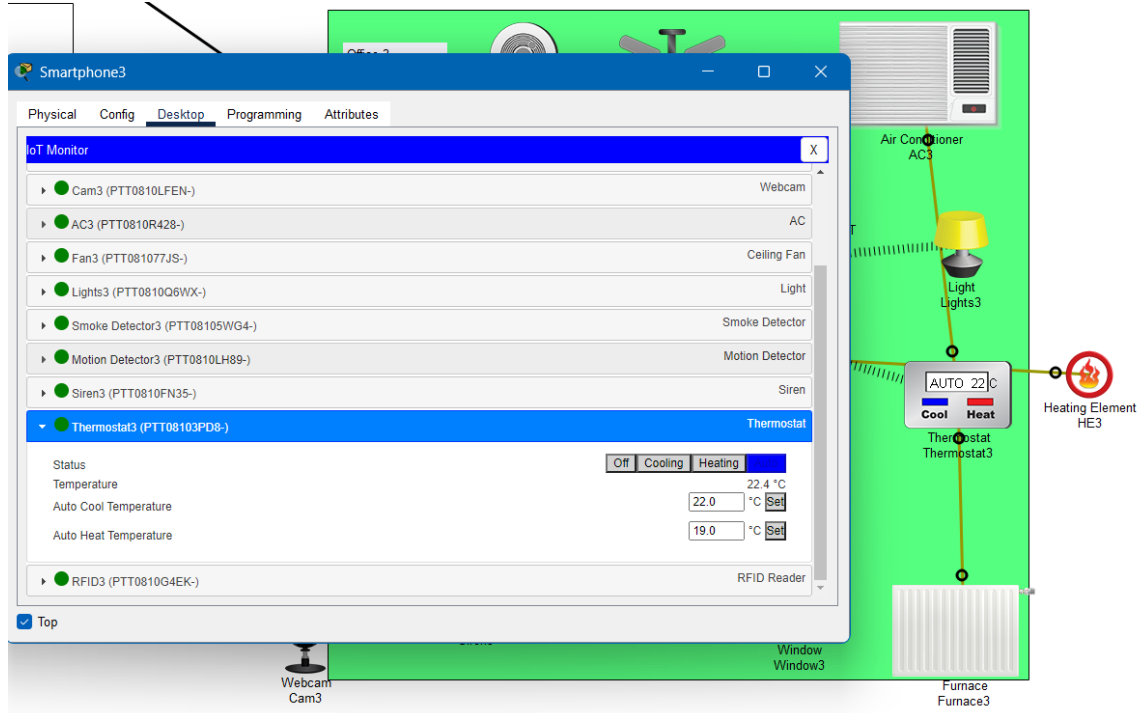 Office 3
Smartphone3
Physical Config Desktop Programming Attributes
IoT Monitor X
Cam3 (PTT0810LFEN-) Webcam
AC3 (PTT0810R428-) AC
Fan3 (PTT081077JS-) Ceiling Fan
Lights3 (PTT0810Q6WX-) Light
Smoke Detector3 (PTT08105WG4-) Smoke Detector
Motion Detector3 (PTT0810LH89-) Motion Detector
Siren3 (PTT0810FN35-) Siren
Thermostat3 (PTT08103PD8-) Thermostat
Status Off Cooling Heating
Temperature 22.4 °C
Auto Cool Temperature 22.0 °C Set
Auto Heat Temperature 19.0 °C Set
RFID3 (PTT0810G4EK-) RFID Reader
Top
Air Conditioner
AC3
T
Light
Lights3
AUTO 22 C
Cool Heat
Thermostat
Thermostat3
Heating Element
HE3
Window
Window3
Webcam
Cam3
Furnace
Furnace3